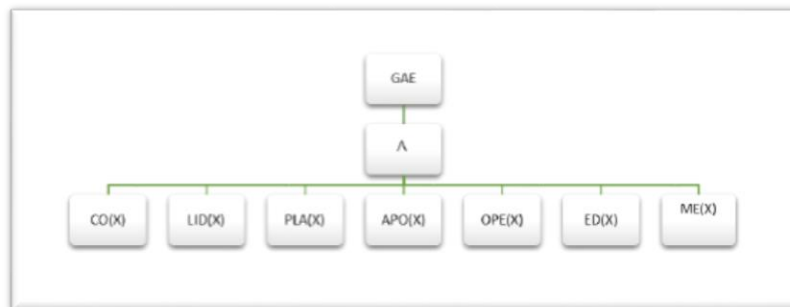 GAE
Λ
CO(X)
LID(X)
PLA(X)
APO(X)
OPE(X)
ED(X)
ME(X)